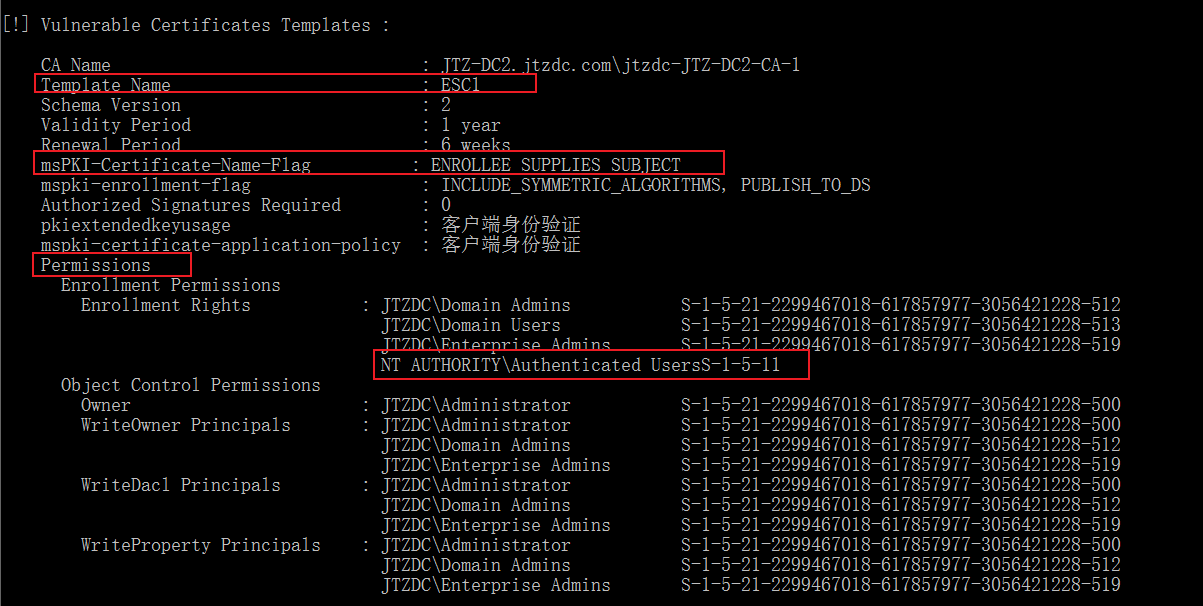 [!] Vulnerable Certificates Templates :
CA Name : JTZ-DC2.jtzdc.com\jtzdc-JTZ-DC2-CA-1
Template Name : ESC1
Schema Version : 2
Validity Period : 1 year
Renewal Period : 6 weeks
msPKI-Certificate-Name-Flag : ENROLLEE_SUPPLIES_SUBJECT
mspki-enrollment-flag : INCLUDE_SYMMETRIC_ALGORITHMS, PUBLISH_TO_DS
Authorized Signatures Required : 0
pkiextendedkeyusage : 客户端身份验证
mspki-certificate-application-policy : 客户端身份验证
Permissions
Enrollment Permissions
Enrollment Rights : JTZDC\Domain Admins S-1-5-21-2299467018-617857977-3056421228-512
JTZDC\Domain Users S-1-5-21-2299467018-617857977-3056421228-513
JTZDC\Enterprise Admins S-1-5-21-2299467018-617857977-3056421228-519
NT AUTHORITY\Authenticated UsersS-1-5-11
Object Control Permissions
Owner : JTZDC\Administrator S-1-5-21-2299467018-617857977-3056421228-500
WriteOwner Principals : JTZDC\Administrator S-1-5-21-2299467018-617857977-3056421228-500
JTZDC\Domain Admins S-1-5-21-2299467018-617857977-3056421228-512
JTZDC\Enterprise Admins S-1-5-21-2299467018-617857977-3056421228-519
WriteDacl Principals : JTZDC\Administrator S-1-5-21-2299467018-617857977-3056421228-500
JTZDC\Domain Admins S-1-5-21-2299467018-617857977-3056421228-512
JTZDC\Enterprise Admins S-1-5-21-2299467018-617857977-3056421228-519
WriteProperty Principals : JTZDC\Administrator S-1-5-21-2299467018-617857977-3056421228-500
JTZDC\Domain Admins S-1-5-21-2299467018-617857977-3056421228-512
JTZDC\Enterprise Admins S-1-5-21-2299467018-617857977-3056421228-519